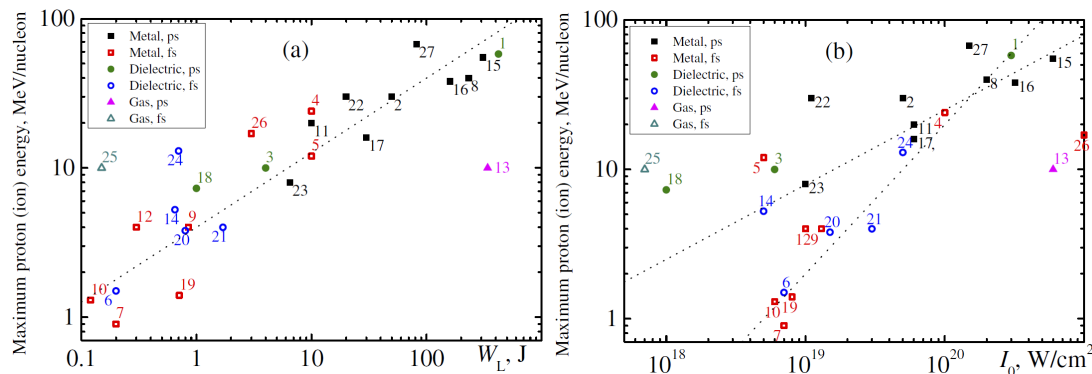 Maximum proton (ion) energy, MeV/nucleon
100
10
1
(a)
Metal, ps
Metal, fs
Dielectric, ps
Dielectric, fs
Gas, ps
Gas, fs
27
1
15
16
8
22
2
4
11
26
17
5
25
24
3
13
18
23
12
14
9
20
21
10
19
6
7
0.1 1 10 100
W_L, J
Maximum proton (ion) energy, MeV/nucleon
100
10
1
(b)
Metal, ps
Metal, fs
Dielectric, ps
Dielectric, fs
Gas, ps
Gas, fs
27
1
15
8
16
22
2
4
11
17
26
24
5
25
3
13
18
23
14
129
20
21
6
10
19
7
10^18 10^19 10^20
I_0, W/cm^2